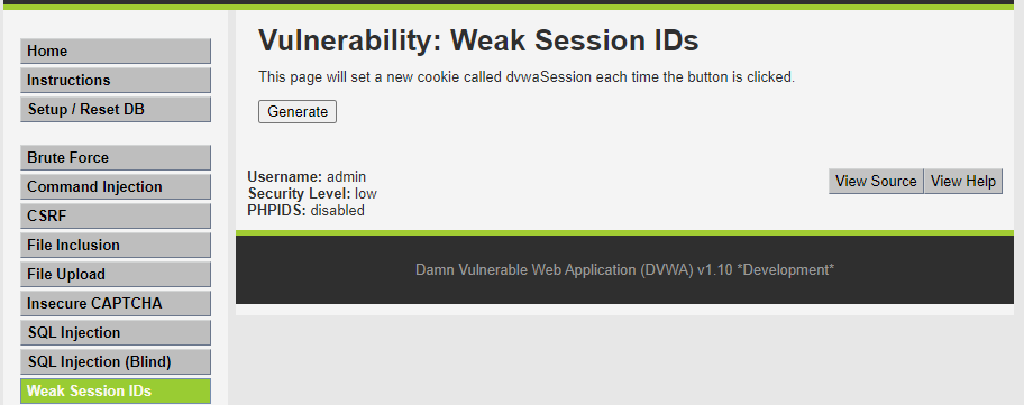 Home
Instructions
Setup / Reset DB
Brute Force
Command Injection
CSRF
File Inclusion
File Upload
Insecure CAPTCHA
SQL Injection
SQL Injection (Blind)
Weak Session IDs
Vulnerability: Weak Session IDs
This page will set a new cookie called dvwaSession each time the button is clicked.
Generate
Username: admin
Security Level: low
PHPIDS: disabled
View Source View Help
Damn Vulnerable Web Application (DVWA) v1.10 *Development*